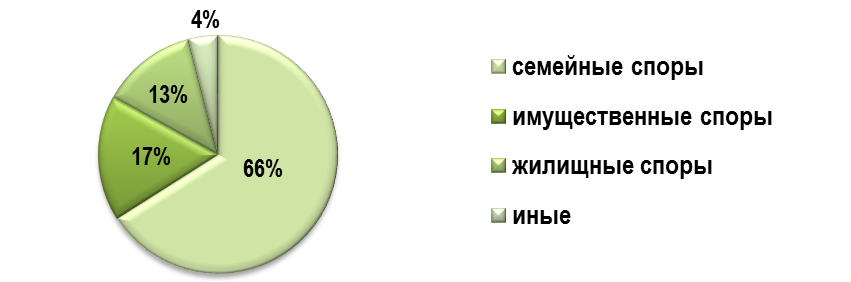 4%
13%
17%
66%
семейные споры
имущественные споры
жилищные споры
иные